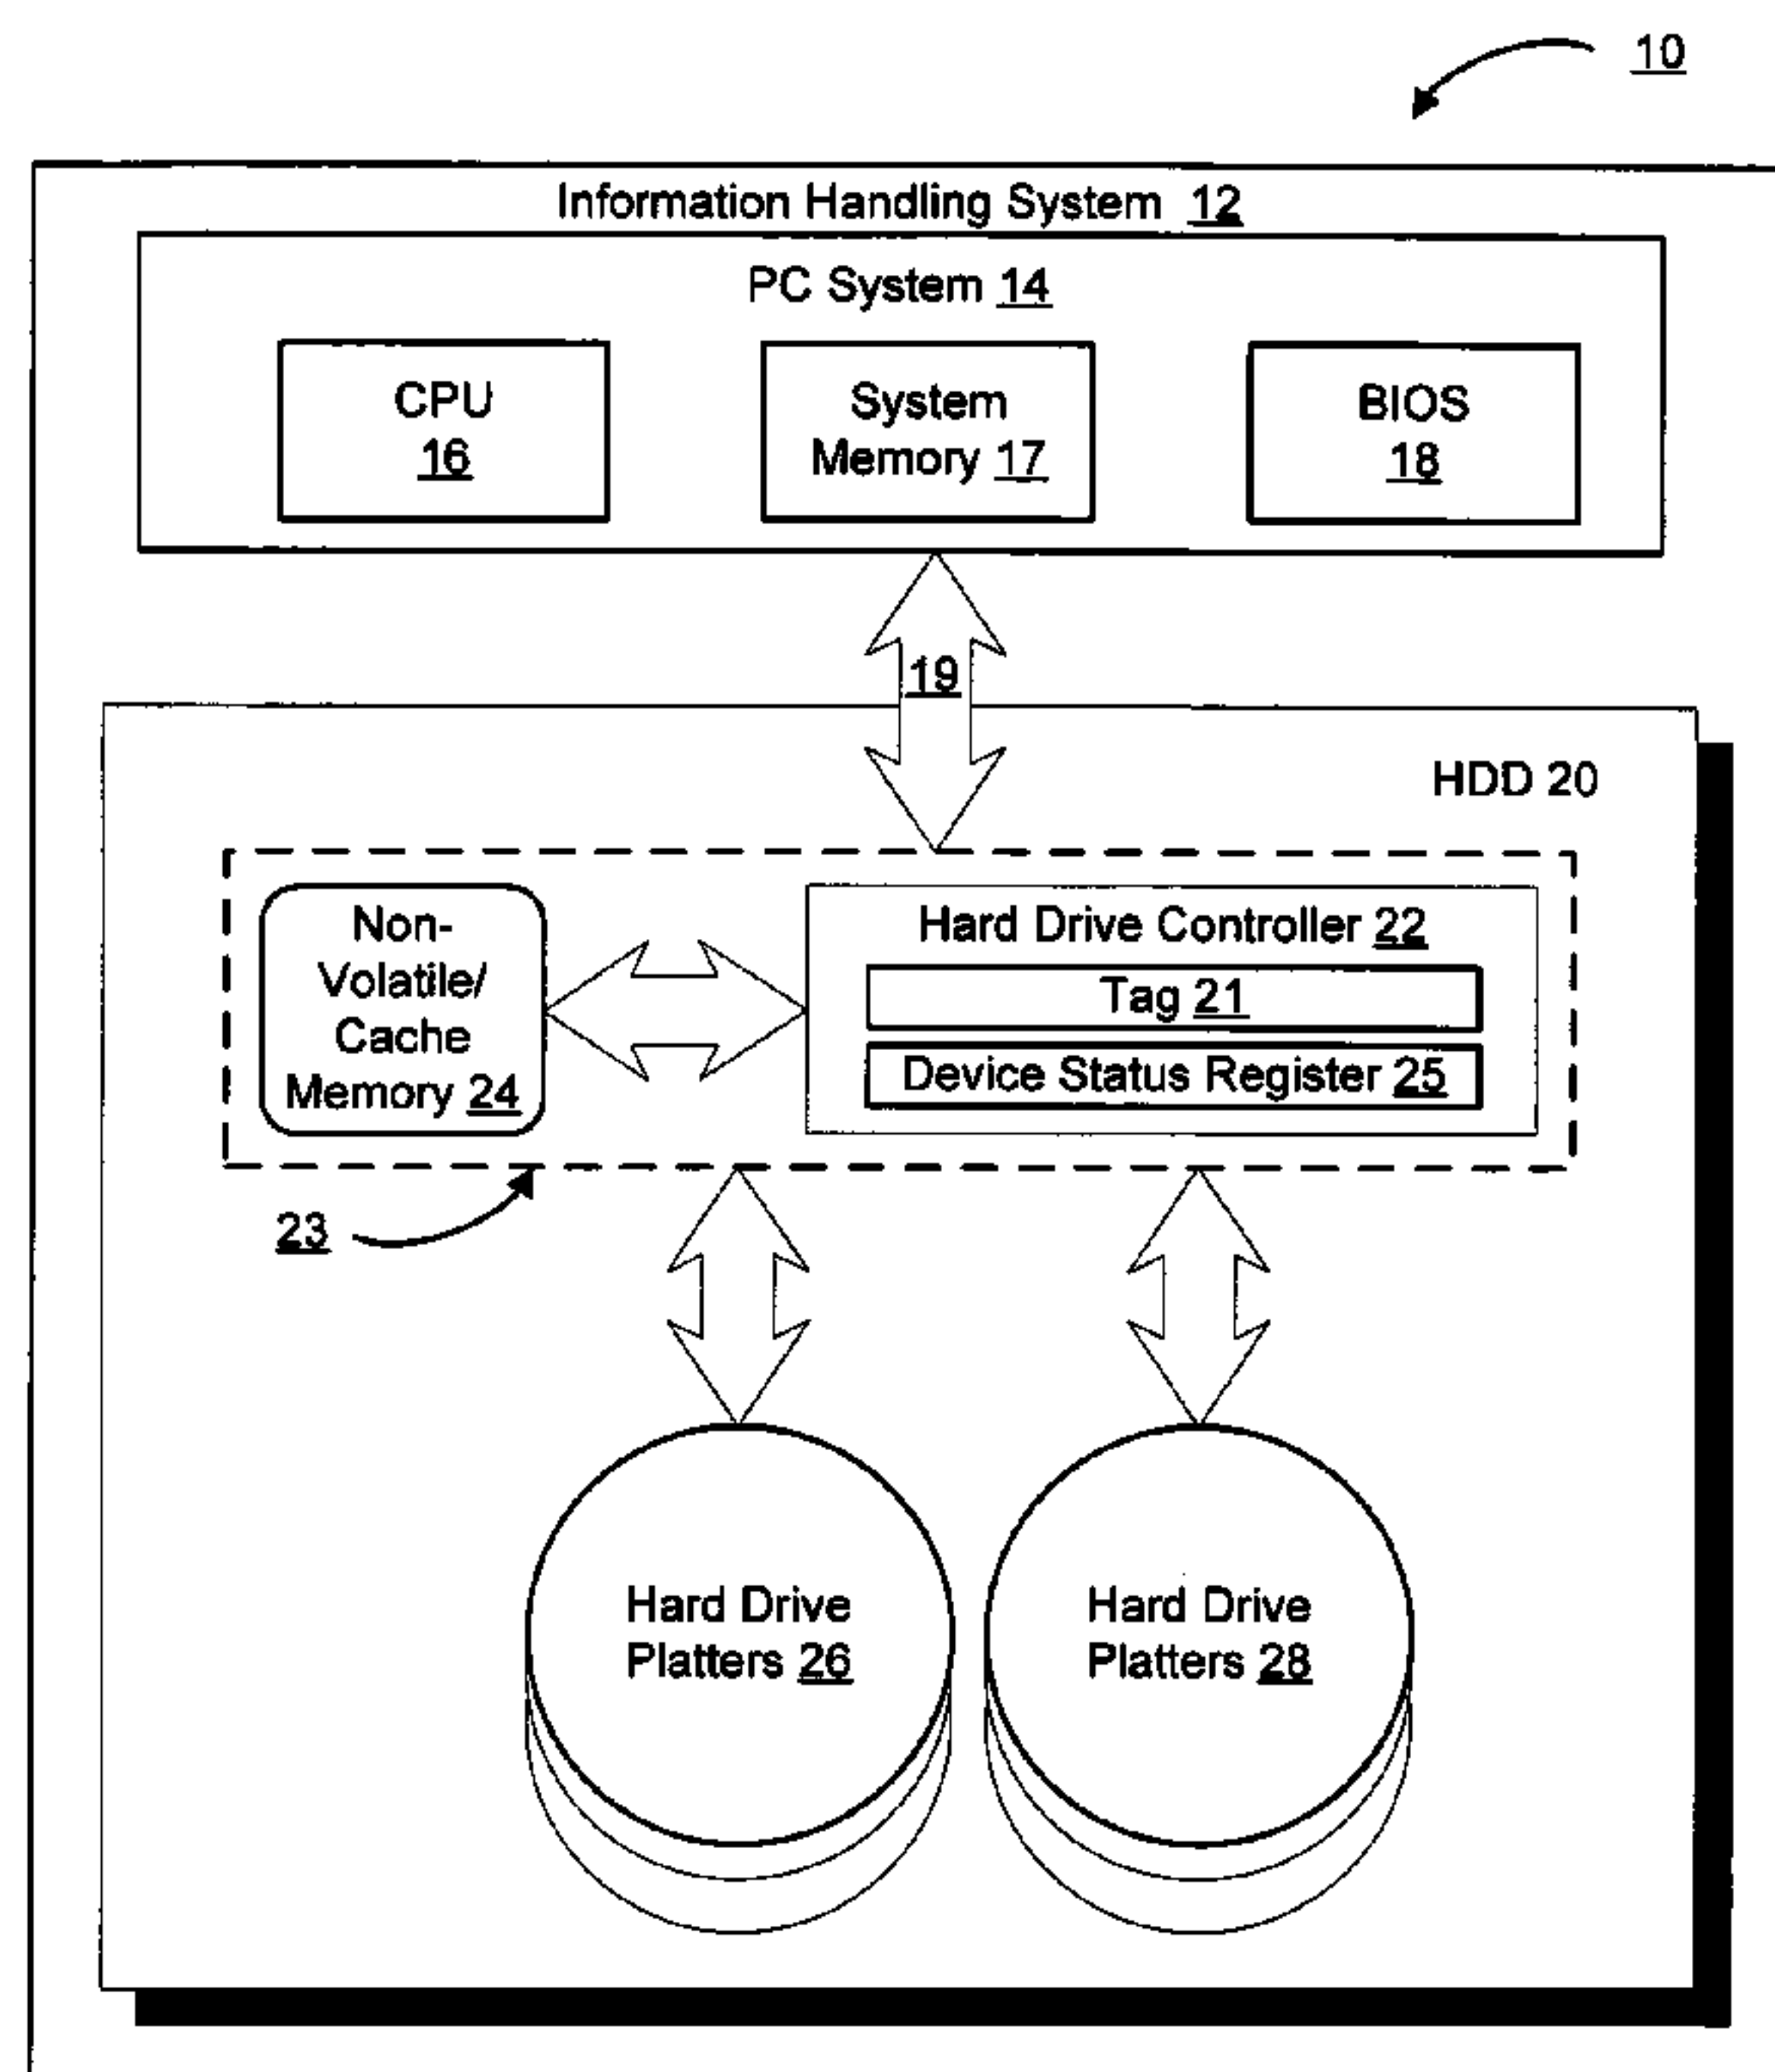 10
Information Handling System 12
PC System 14
CPU
16
System
Memory 17
BIOS
18
19
HDD 20
Non-
Volatile/
Cache
Memory 24
Hard Drive Controller 22
Tag 21
Device Status Register 25
23
Hard Drive
Platters 26
Hard Drive
Platters 28